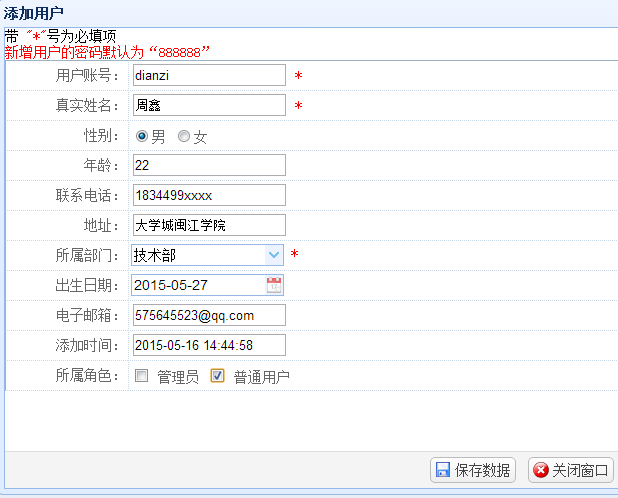 添加用户
带 "*"号为必填项
新增用户的密码默认为“888888”
用户账号： dianzi *
真实姓名： 周鑫 *
性别： 男 女
年龄： 22
联系电话： 1834499xxxx
地址： 大学城闽江学院
所属部门： 技术部 *
出生日期： 2015-05-27
电子邮箱： 575645523@qq.com
添加时间： 2015-05-16 14:44:58
所属角色： 管理员 普通用户
保存数据 关闭窗口